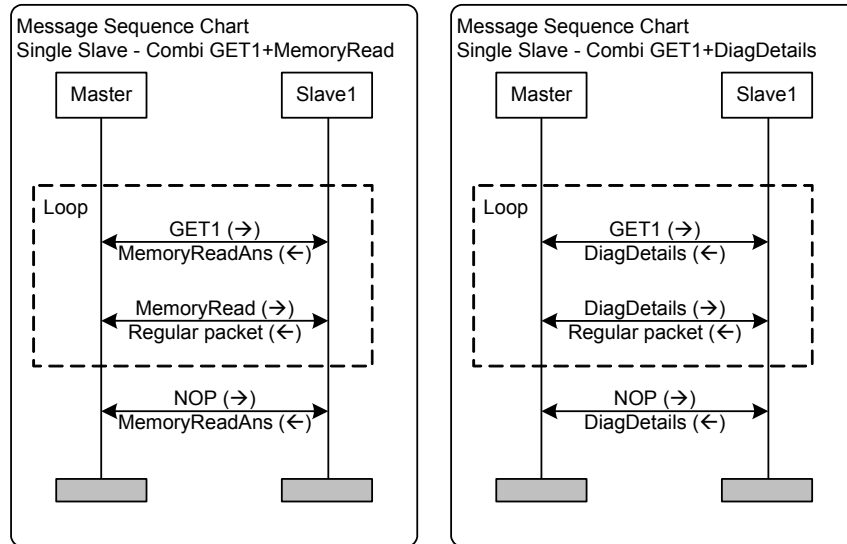 Message Sequence Chart
Single Slave - Combi GET1+MemoryRead
Master
Slave1
Loop
GET1 (→)
MemoryReadAns (←)
MemoryRead (→)
Regular packet (←)
NOP (→)
MemoryReadAns (←)
Message Sequence Chart
Single Slave - Combi GET1+DiagDetails
Master
Slave1
Loop
GET1 (→)
DiagDetails (←)
DiagDetails (→)
Regular packet (←)
NOP (→)
DiagDetails (←)